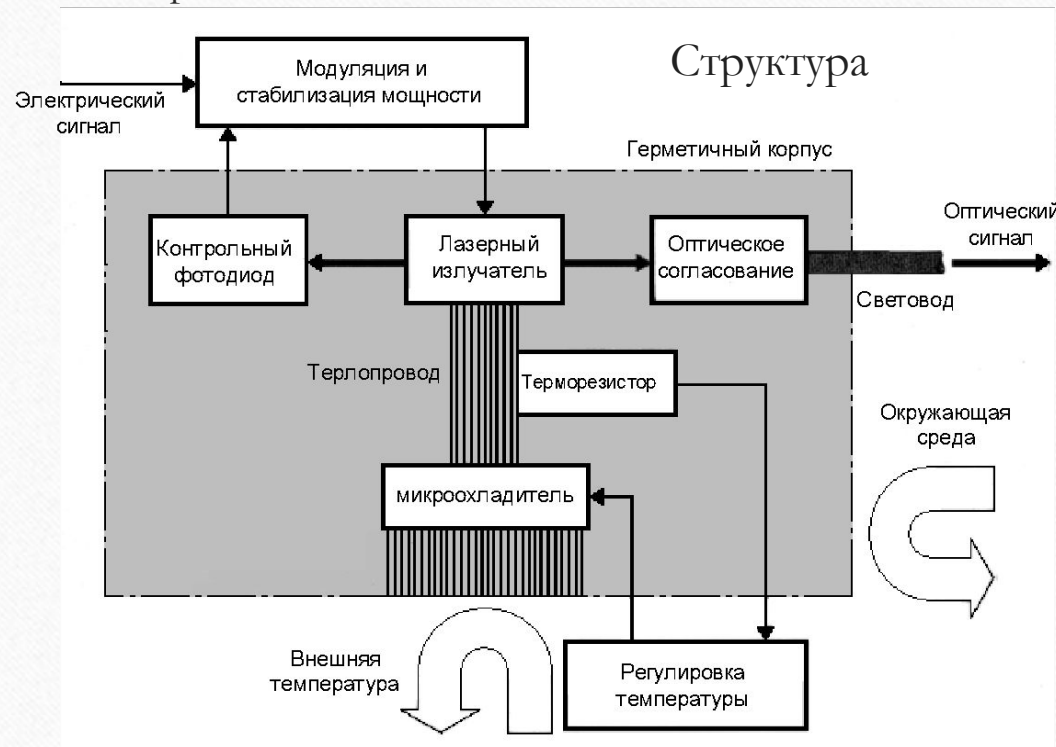 Структура
Модуляция и
стабилизация мощности
Электрический
сигнал
Герметичный корпус
Контрольный
фотодиод
Лазерный
излучатель
Оптическое
согласование
Оптический
сигнал
Световод
Терлопровод
Терморезистор
Окружающая
среда
микроохладитель
Внешняя
температура
Регулировка
температуры